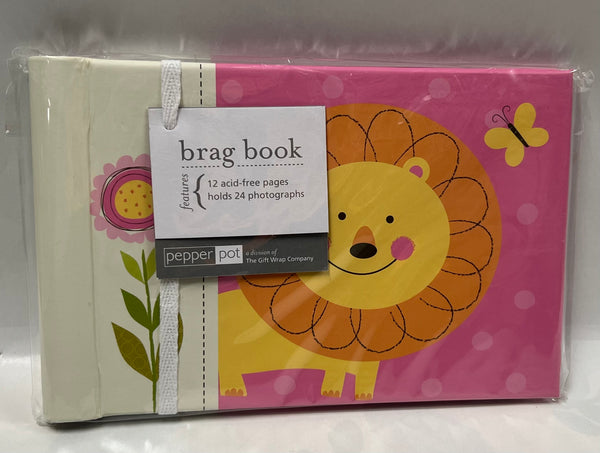 brag book
features
12 acid-free pages
holds 24 photographs
pepper pot
a division of
The Gift Wrap Company